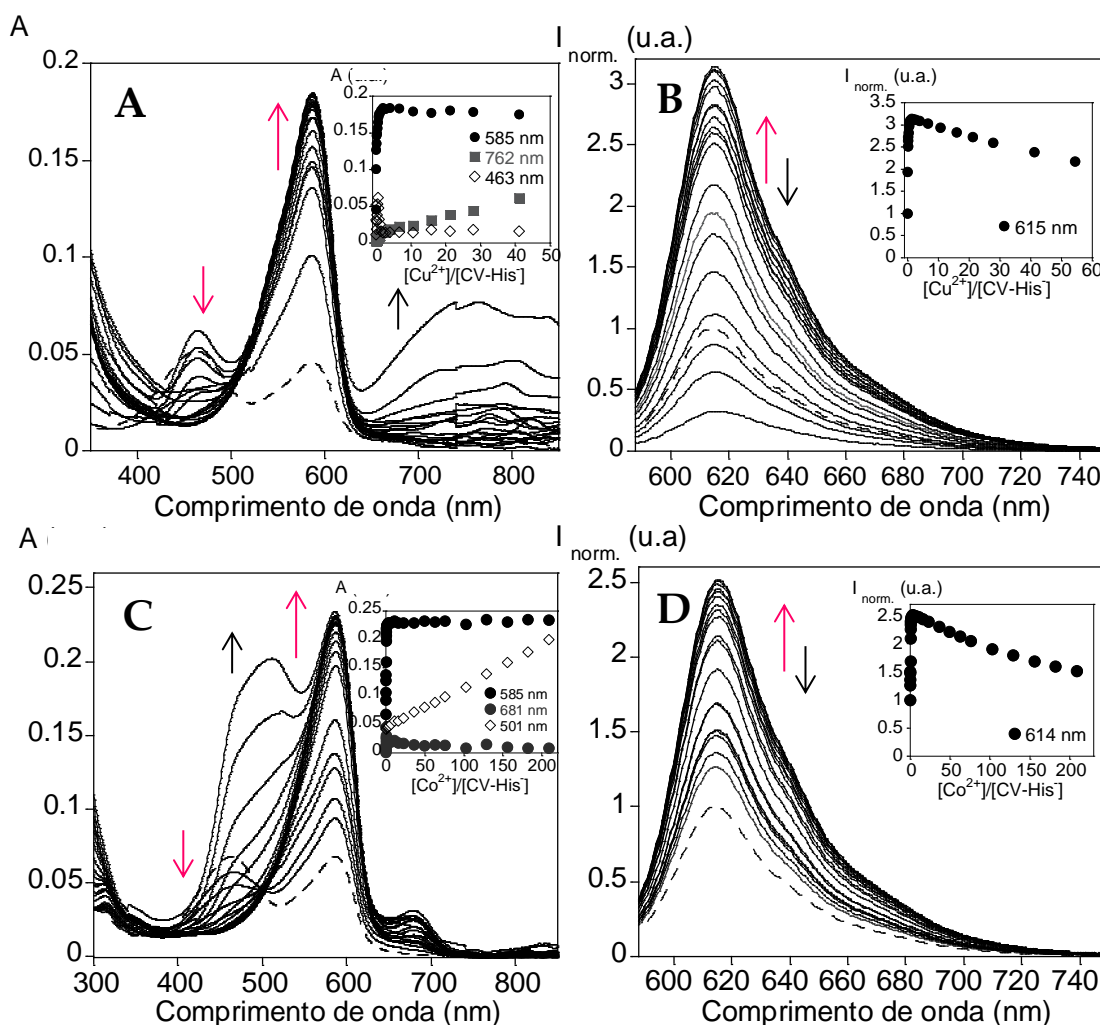 A
0.2
0.15
0.1
0.05
0
400 500 600 700 800
Comprimento de onda (nm)
A
A
0.2
0.15
0.1
0.05
0
0 10 20 30 40 50
[Cu2+]/[CV-His-]
585 nm
762 nm
463 nm
I norm. (u.a.)
3
2.5
2
1.5
1
0.5
0
600 620 640 660 680 700 720 740
Comprimento de onda (nm)
B
I norm. (u.a.)
3.5
3
2.5
2
1.5
1
0.5
0
0 10 20 30 40 50 60
[Cu2+]/[CV-His-]
615 nm
A
0.25
0.2
0.15
0.1
0.05
0
300 400 500 600 700 800
Comprimento de onda (nm)
C
A
0.25
0.2
0.15
0.1
0.05
0
0 50 100 150 200
[Co2+]/[CV-His-]
585 nm
681 nm
501 nm
I norm. (u.a)
2.5
2
1.5
1
0.5
0
600 620 640 660 680 700 720 740
Comprimento de onda (nm)
D
I norm. (u.a.)
2.5
2
1.5
1
0.5
0
0 50 100 150 200
[Co2+]/[CV-His-]
614 nm